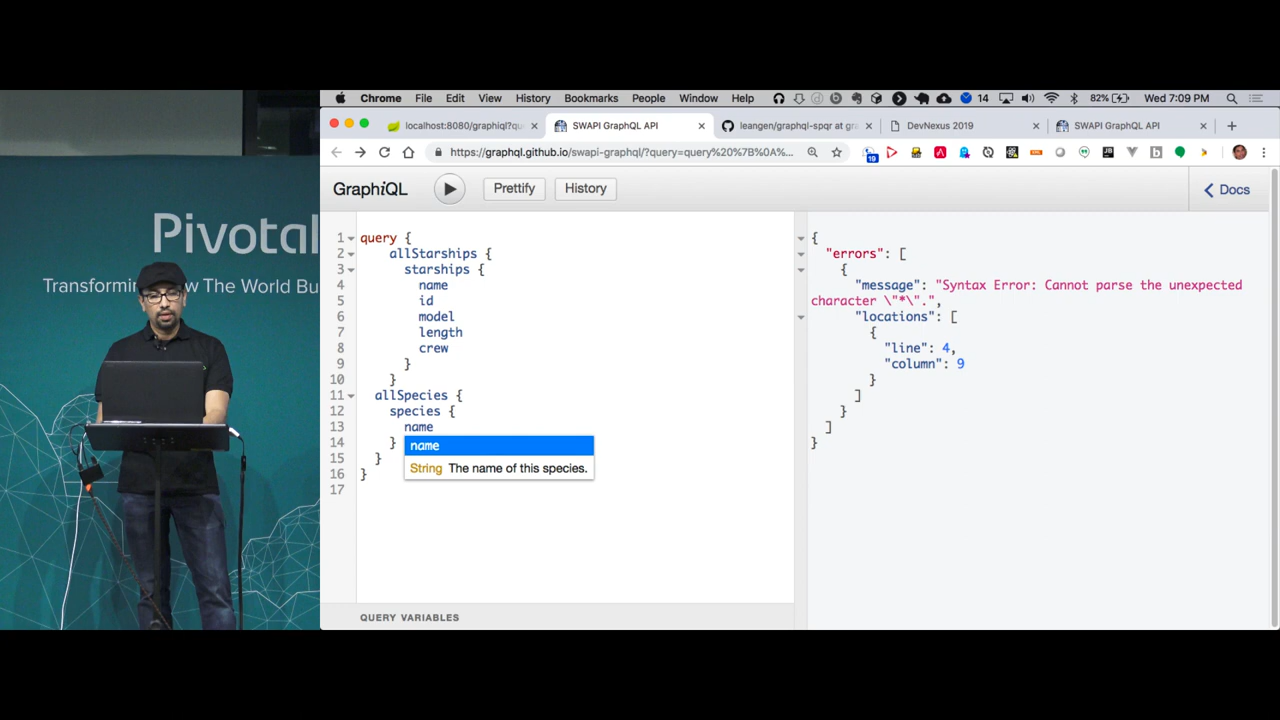 Pivotal
Transformin
w The World Bu
Chrome File Edit View History Bookmarks People Window Help 14 82% Wed 7:09 PM
localhost:8080/graphiql?qu
SWAPI GraphQL API
leangen/graphql-spqr at gra
DevNexus 2019
SWAPI GraphQL API
https://graphql.github.io/swapi-graphql/?query=query%20%7B%0A%...
19
GraphiQL Prettify History Docs
1 query {
2 allStarships {
3 starships {
4 name
5 id
6 model
7 length
8 crew
9 }
10 }
11 allSpecies {
12 species {
13 name
14 }
15 }
16 }
17
name
String The name of this species.
QUERY VARIABLES
{
"errors": [
{
"message": "Syntax Error: Cannot parse the unexpected
character \"*\".",
"locations": [
{
"line": 4,
"column": 9
}
]
}
]
}